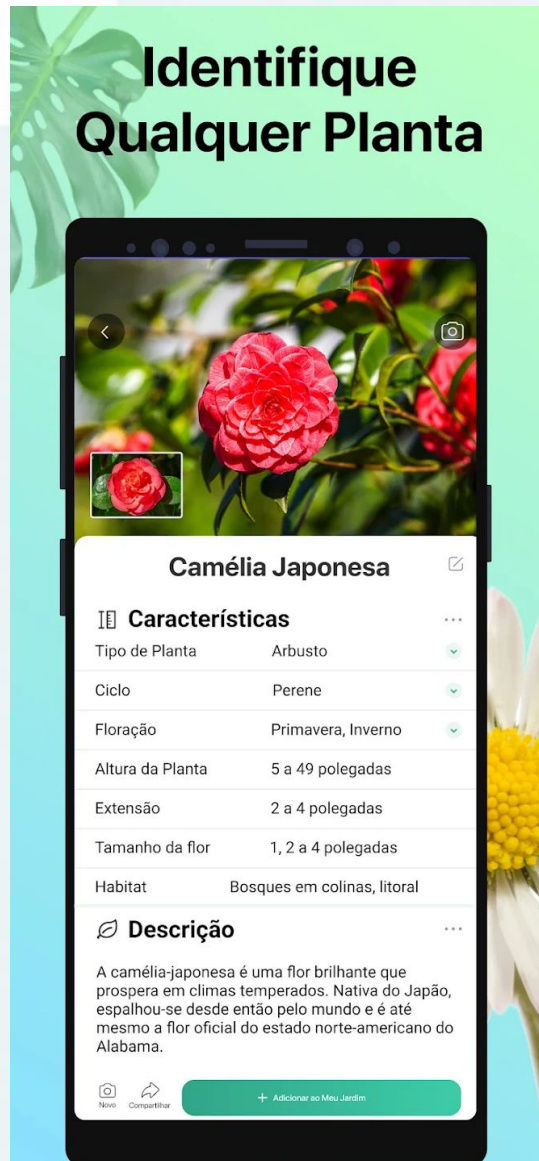 Identifique
Qualquer Planta
Camélia Japonesa
Características
Tipo de Planta Arbusto
Ciclo Perene
Floração Primavera, Inverno
Altura da Planta 5 a 49 polegadas
Extensão 2 a 4 polegadas
Tamanho da flor 1, 2 a 4 polegadas
Habitat Bosques em colinas, litoral
Descrição
A camélia-japonesa é uma flor brilhante que
prospera em climas temperados. Nativa do Japão,
espalhou-se desde então pelo mundo e é até
mesmo a flor oficial do estado norte-americano do
Alabama.
Novo Compartilhar + Adicionar ao Meu Jardim